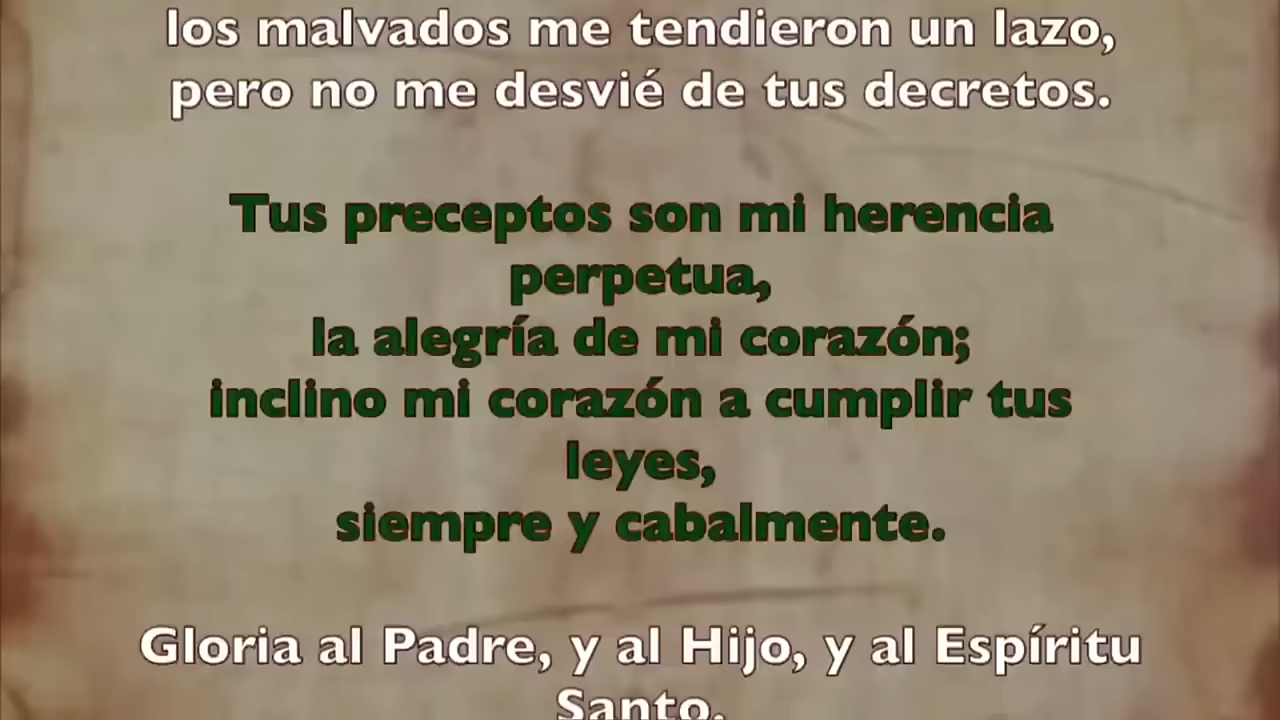 los malvados me tendieron un lazo,
pero no me desvié de tus decretos.
Tus preceptos son mi herencia
perpetua,
la alegría de mi corazón;
inclino mi corazón a cumplir tus
leyes,
siempre y cabalmente.
Gloria al Padre, y al Hijo, y al Espíritu
Santo.